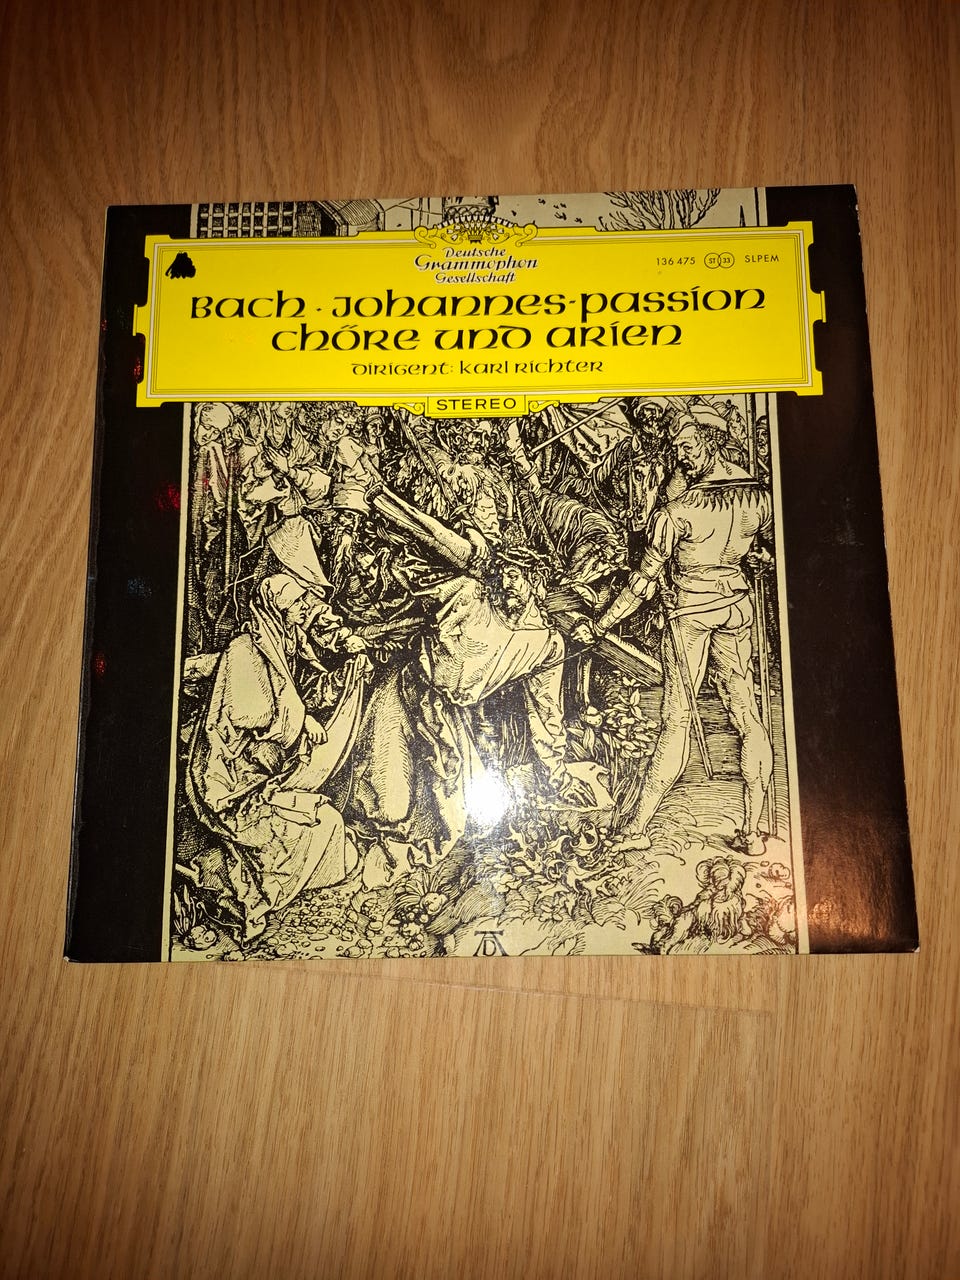 Deutsche
Grammophon
Gesellschaft
136 475 ST 33 SLPEM
Bach · Johannes-Passion
Chöre und Arien
Dirigent: Karl Richter
STEREO
AD